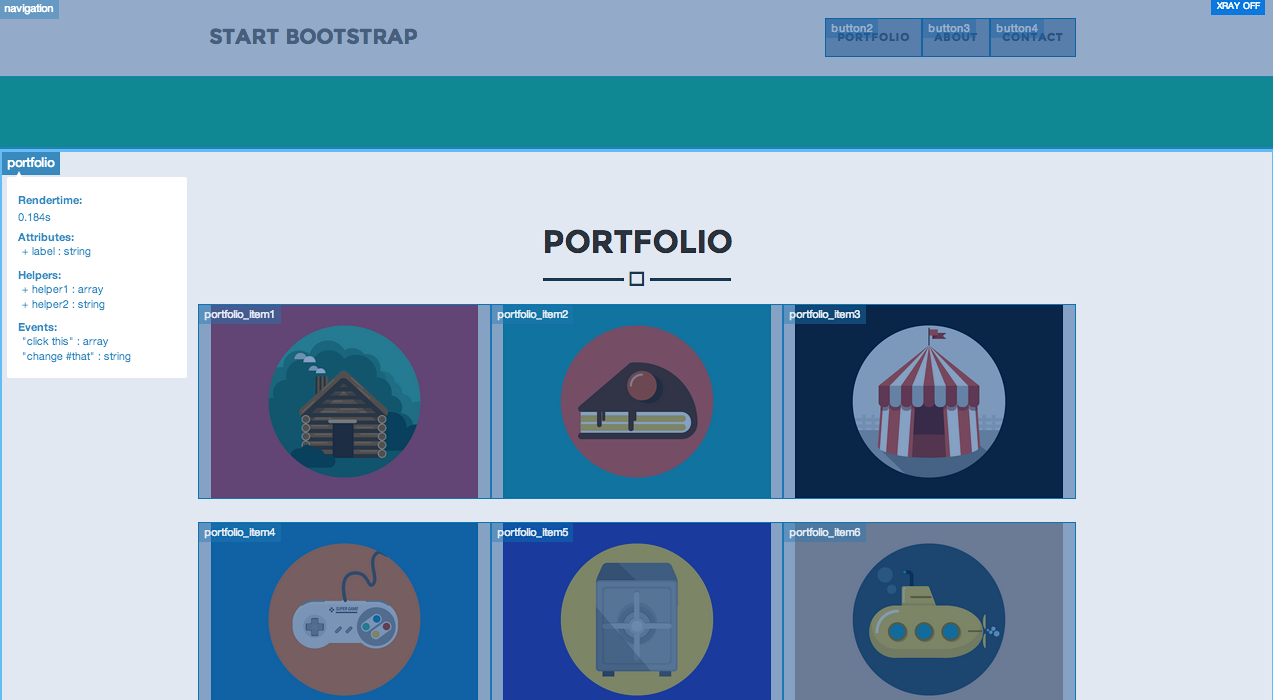 navigation
XRAY OFF
START BOOTSTRAP
button2
button3
button4
PORTFOLIO
ABOUT
CONTACT
portfolio
Rendertime:
0.184s
Attributes:
+ label : string
Helpers:
+ helper1 : array
+ helper2 : string
Events:
"click this" : array
"change #that" : string
PORTFOLIO
portfolio_item1
portfolio_item2
portfolio_item3
portfolio_item4
portfolio_item5
portfolio_item6
SUPER GAME